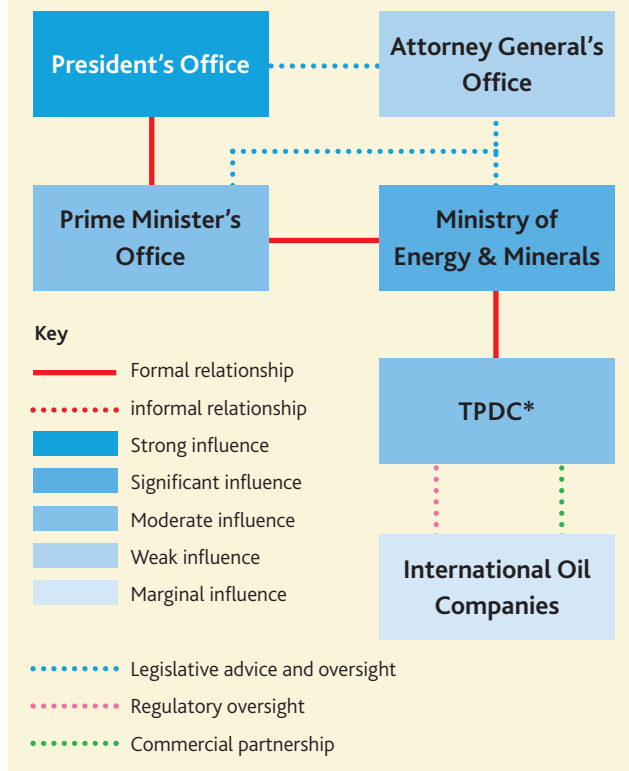 President's Office
Attorney General's
Office
Prime Minister's
Office
Ministry of
Energy & Minerals
Key
Formal relationship
informal relationship
Strong influence
Significant influence
Moderate influence
Weak influence
Marginal influence
TPDC*
International Oil
Companies
Legislative advice and oversight
Regulatory oversight
Commercial partnership